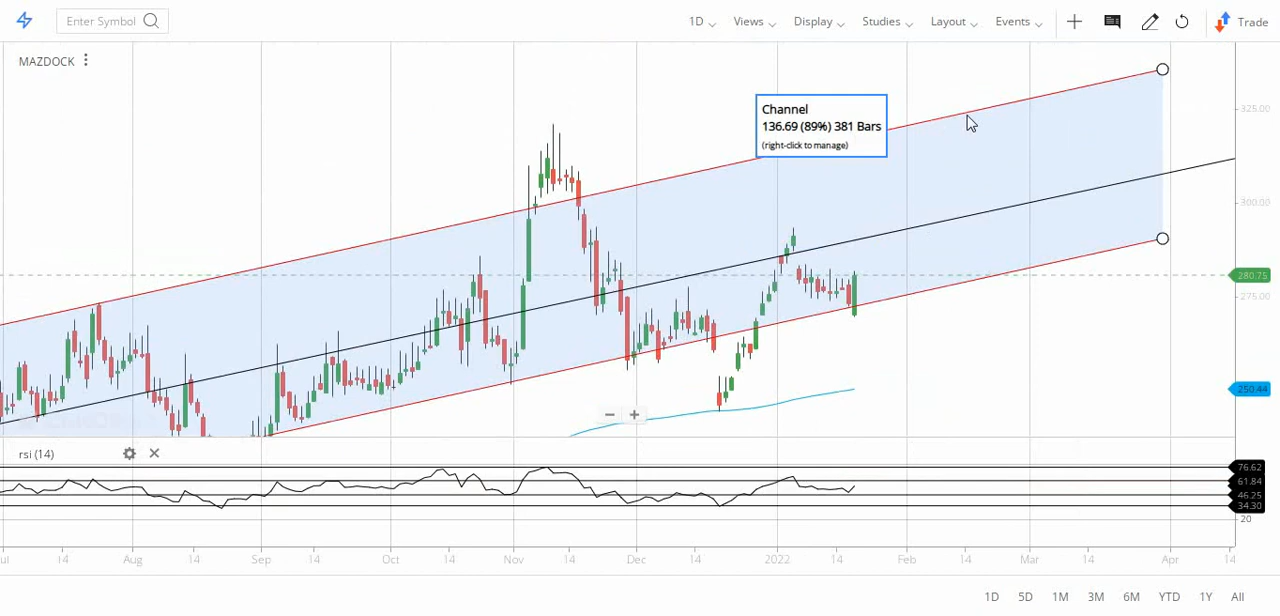 Enter Symbol 1D Views Display Studies Layout Events Trade
MAZDOCK
Channel
136.69 (89%) 381 Bars
(right-click to manage)
325.00
300.00
280.75
275.00
250.44
rsi (14)
76.62
61.84
46.25
34.30
20
14 Aug 14 Sep 14 Oct 14 Nov 14 Dec 14 2022 14 Feb 14 Mar 14 Apr 14
1D 5D 1M 3M 6M YTD 1Y All